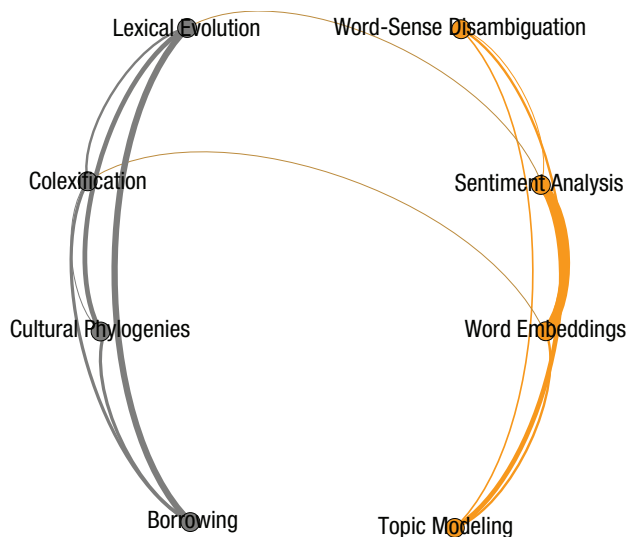 Lexical Evolution
Word-Sense Disambiguation
Colexification
Sentiment Analysis
Cultural Phylogenies
Word Embeddings
Borrowing
Topic Modeling